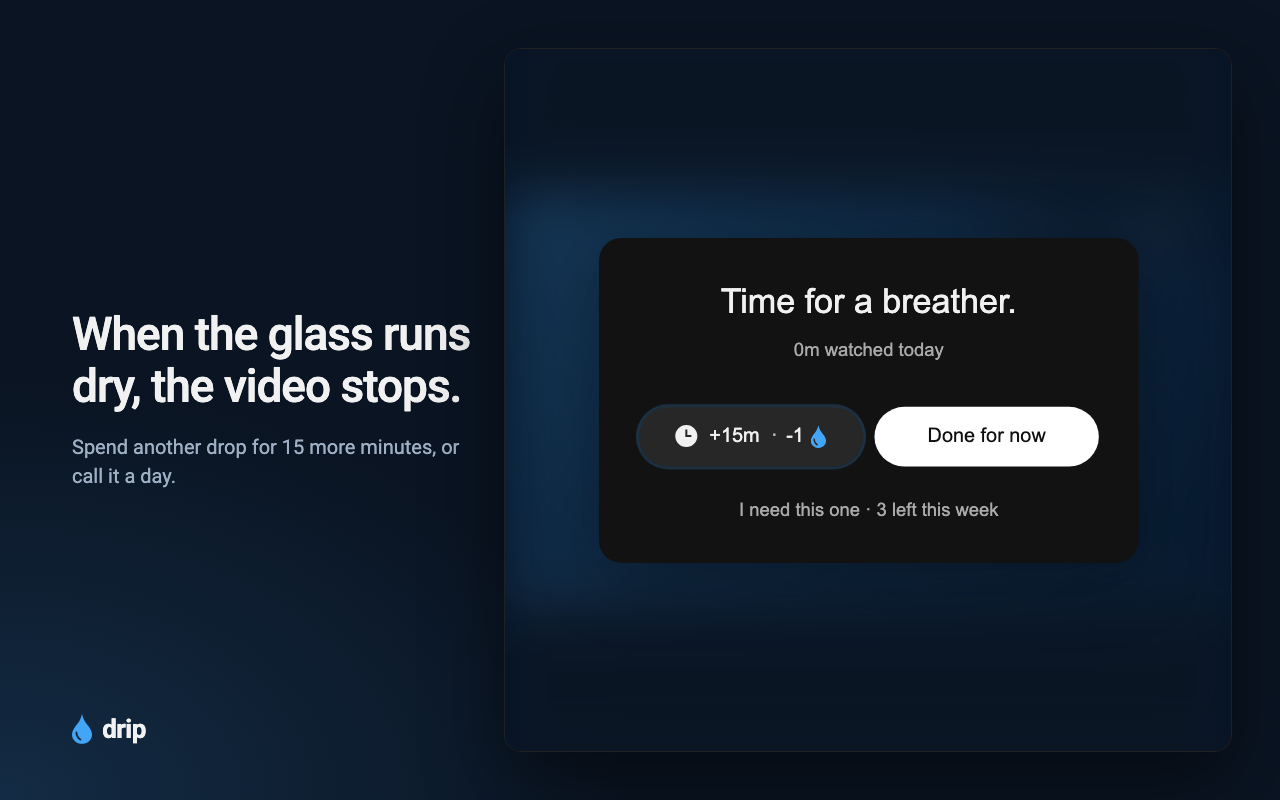 When the glass runs
dry, the video stops.
Spend another drop for 15 more minutes, or
call it a day.
drip
Time for a breather.
0m watched today
+15m · -1
Done for now
I need this one · 3 left this week